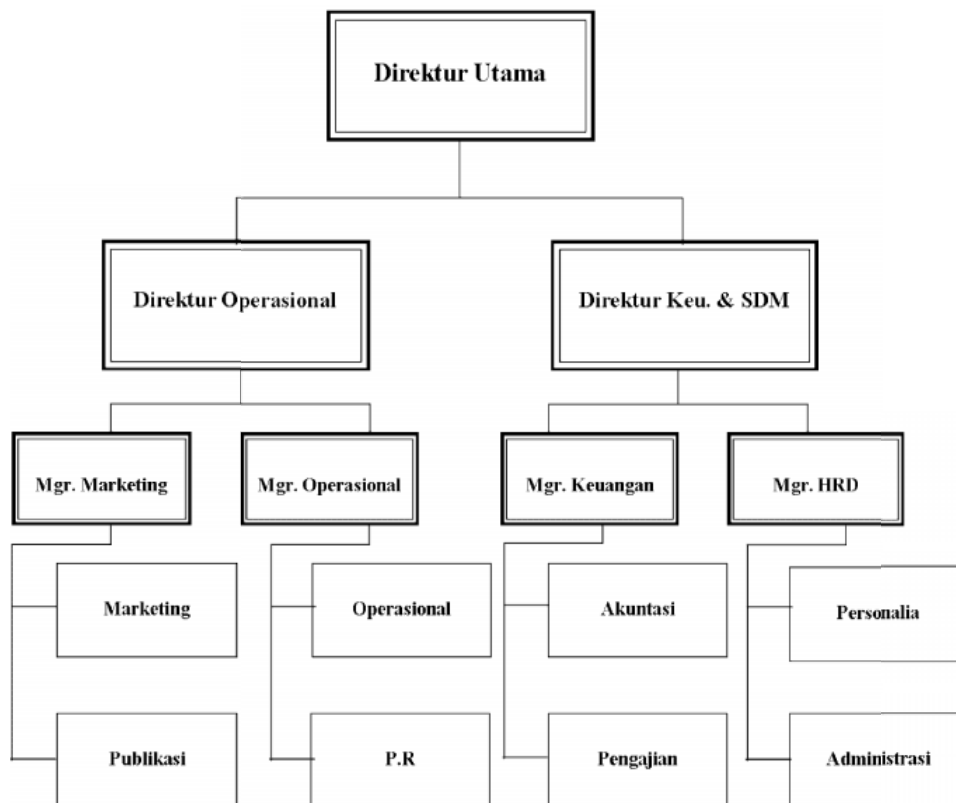 Direktur Utama
Direktur Operasional
Direktur Keu. & SDM
Mgr. Marketing
Mgr. Operasional
Mgr. Keuangan
Mgr. HRD
Marketing
Operasional
Akuntasi
Personalia
Publikasi
P.R
Pengajian
Administrasi